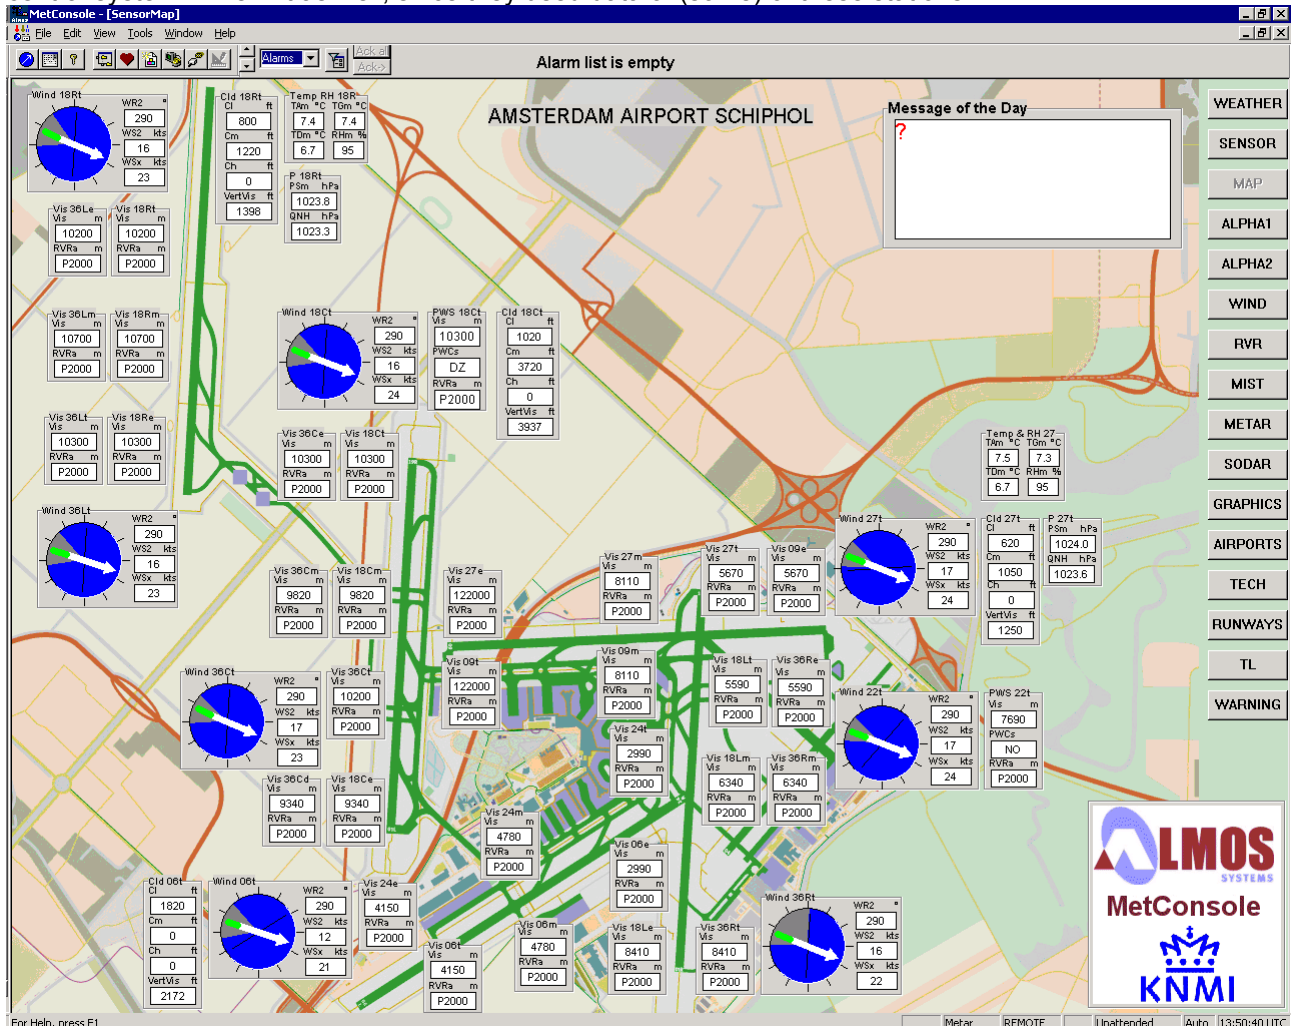 MetConsole - [SensorMap]
File Edit View Tools Window Help
Alarms
Ack al
Ack->
Alarm list is empty
AMSTERDAM AIRPORT SCHIPHOL
Message of the Day
?
WEATHER
SENSOR
MAP
ALPHA1
ALPHA2
WIND
RVR
MIST
METAR
SODAR
GRAPHICS
AIRPORTS
TECH
RUNWAYS
TL
WARNING
Wind 18Rt
WR2 °
290
WS2 kts
16
WSx kts
23
Cld 18Rt
Cl ft
800
Cm ft
1220
Ch ft
0
VertVis ft
1398
Temp RH 18R
TAm °C TGm °C
7.4 7.4
TDm °C RHm %
6.7 95
P 18Rt
PSm hPa
1023.8
QNH hPa
1023.3
Vis 36Le
Vis m
10200
RVRa m
P2000
Vis 18Rt
Vis m
10200
RVRa m
P2000
Vis 36Lm
Vis m
10700
RVRa m
P2000
Vis 18Rm
Vis m
10700
RVRa m
P2000
Wind 18Ct
WR2 °
290
WS2 kts
16
WSx kts
24
PWS 18Ct
Vis m
10300
PWCs
DZ
RVRa m
P2000
Cld 18Ct
Cl ft
1020
Cm ft
3720
Ch ft
0
VertVis ft
3937
Vis 36Lt
Vis m
10300
RVRa m
P2000
Vis 18Re
Vis m
10300
RVRa m
P2000
Vis 36Ce
Vis m
10300
RVRa m
P2000
Vis 18Ct
Vis m
10300
RVRa m
P2000
Temp & RH 27
TAm °C TGm °C
7.5 7.3
TDm °C RHm %
6.7 95
Wind 36Lt
WR2 °
290
WS2 kts
16
WSx kts
23
Wind 27t
WR2 °
290
WS2 kts
17
WSx kts
24
Cld 27t
Cl ft
620
Cm ft
1050
Ch ft
0
VertVis ft
1250
P 27t
PSm hPa
1024.0
QNH hPa
1023.6
Vis 36Cm
Vis m
9820
RVRa m
P2000
Vis 18Cm
Vis m
9820
RVRa m
P2000
Vis 27e
Vis m
122000
RVRa m
P2000
Vis 27m
Vis m
8110
RVRa m
P2000
Vis 27t
Vis m
5670
RVRa m
P2000
Vis 09e
Vis m
5670
RVRa m
P2000
Wind 36Ct
WR2 °
290
WS2 kts
17
WSx kts
23
Vis 36Ct
Vis m
10200
RVRa m
P2000
Vis 09t
Vis m
122000
RVRa m
P2000
Vis 09m
Vis m
8110
RVRa m
P2000
Vis 18Lt
Vis m
5590
RVRa m
P2000
Vis 36Re
Vis m
5590
RVRa m
P2000
Wind 22t
WR2 °
290
WS2 kts
17
WSx kts
24
PWS 22t
Vis m
7690
PWCs
NO
RVRa m
P2000
Vis 24t
Vis m
2990
RVRa m
P2000
Vis 36Cd
Vis m
9340
RVRa m
P2000
Vis 18Ce
Vis m
9340
RVRa m
P2000
Vis 18Lm
Vis m
6340
RVRa m
P2000
Vis 36Rm
Vis m
6340
RVRa m
P2000
Vis 24m
Vis m
4780
RVRa m
P2000
Vis 06e
Vis m
2990
RVRa m
P2000
Cld 06t
Cl ft
1820
Cm ft
0
Ch ft
0
VertVis ft
2172
Wind 06t
WR2 °
290
WS2 kts
12
WSx kts
21
Vis 24e
Vis m
4150
RVRa m
P2000
Vis 06t
Vis m
4150
RVRa m
P2000
Vis 06m
Vis m
4780
RVRa m
P2000
Vis 18Le
Vis m
8410
RVRa m
P2000
Vis 36Rt
Vis m
8410
RVRa m
P2000
Wind 36Rt
WR2 °
290
WS2 kts
16
WSx kts
22
ALMOS
SYSTEMS
MetConsole
KNMI
For Help, press F1
Metar REMOTE Unattended Auto 13:50:40 UTC